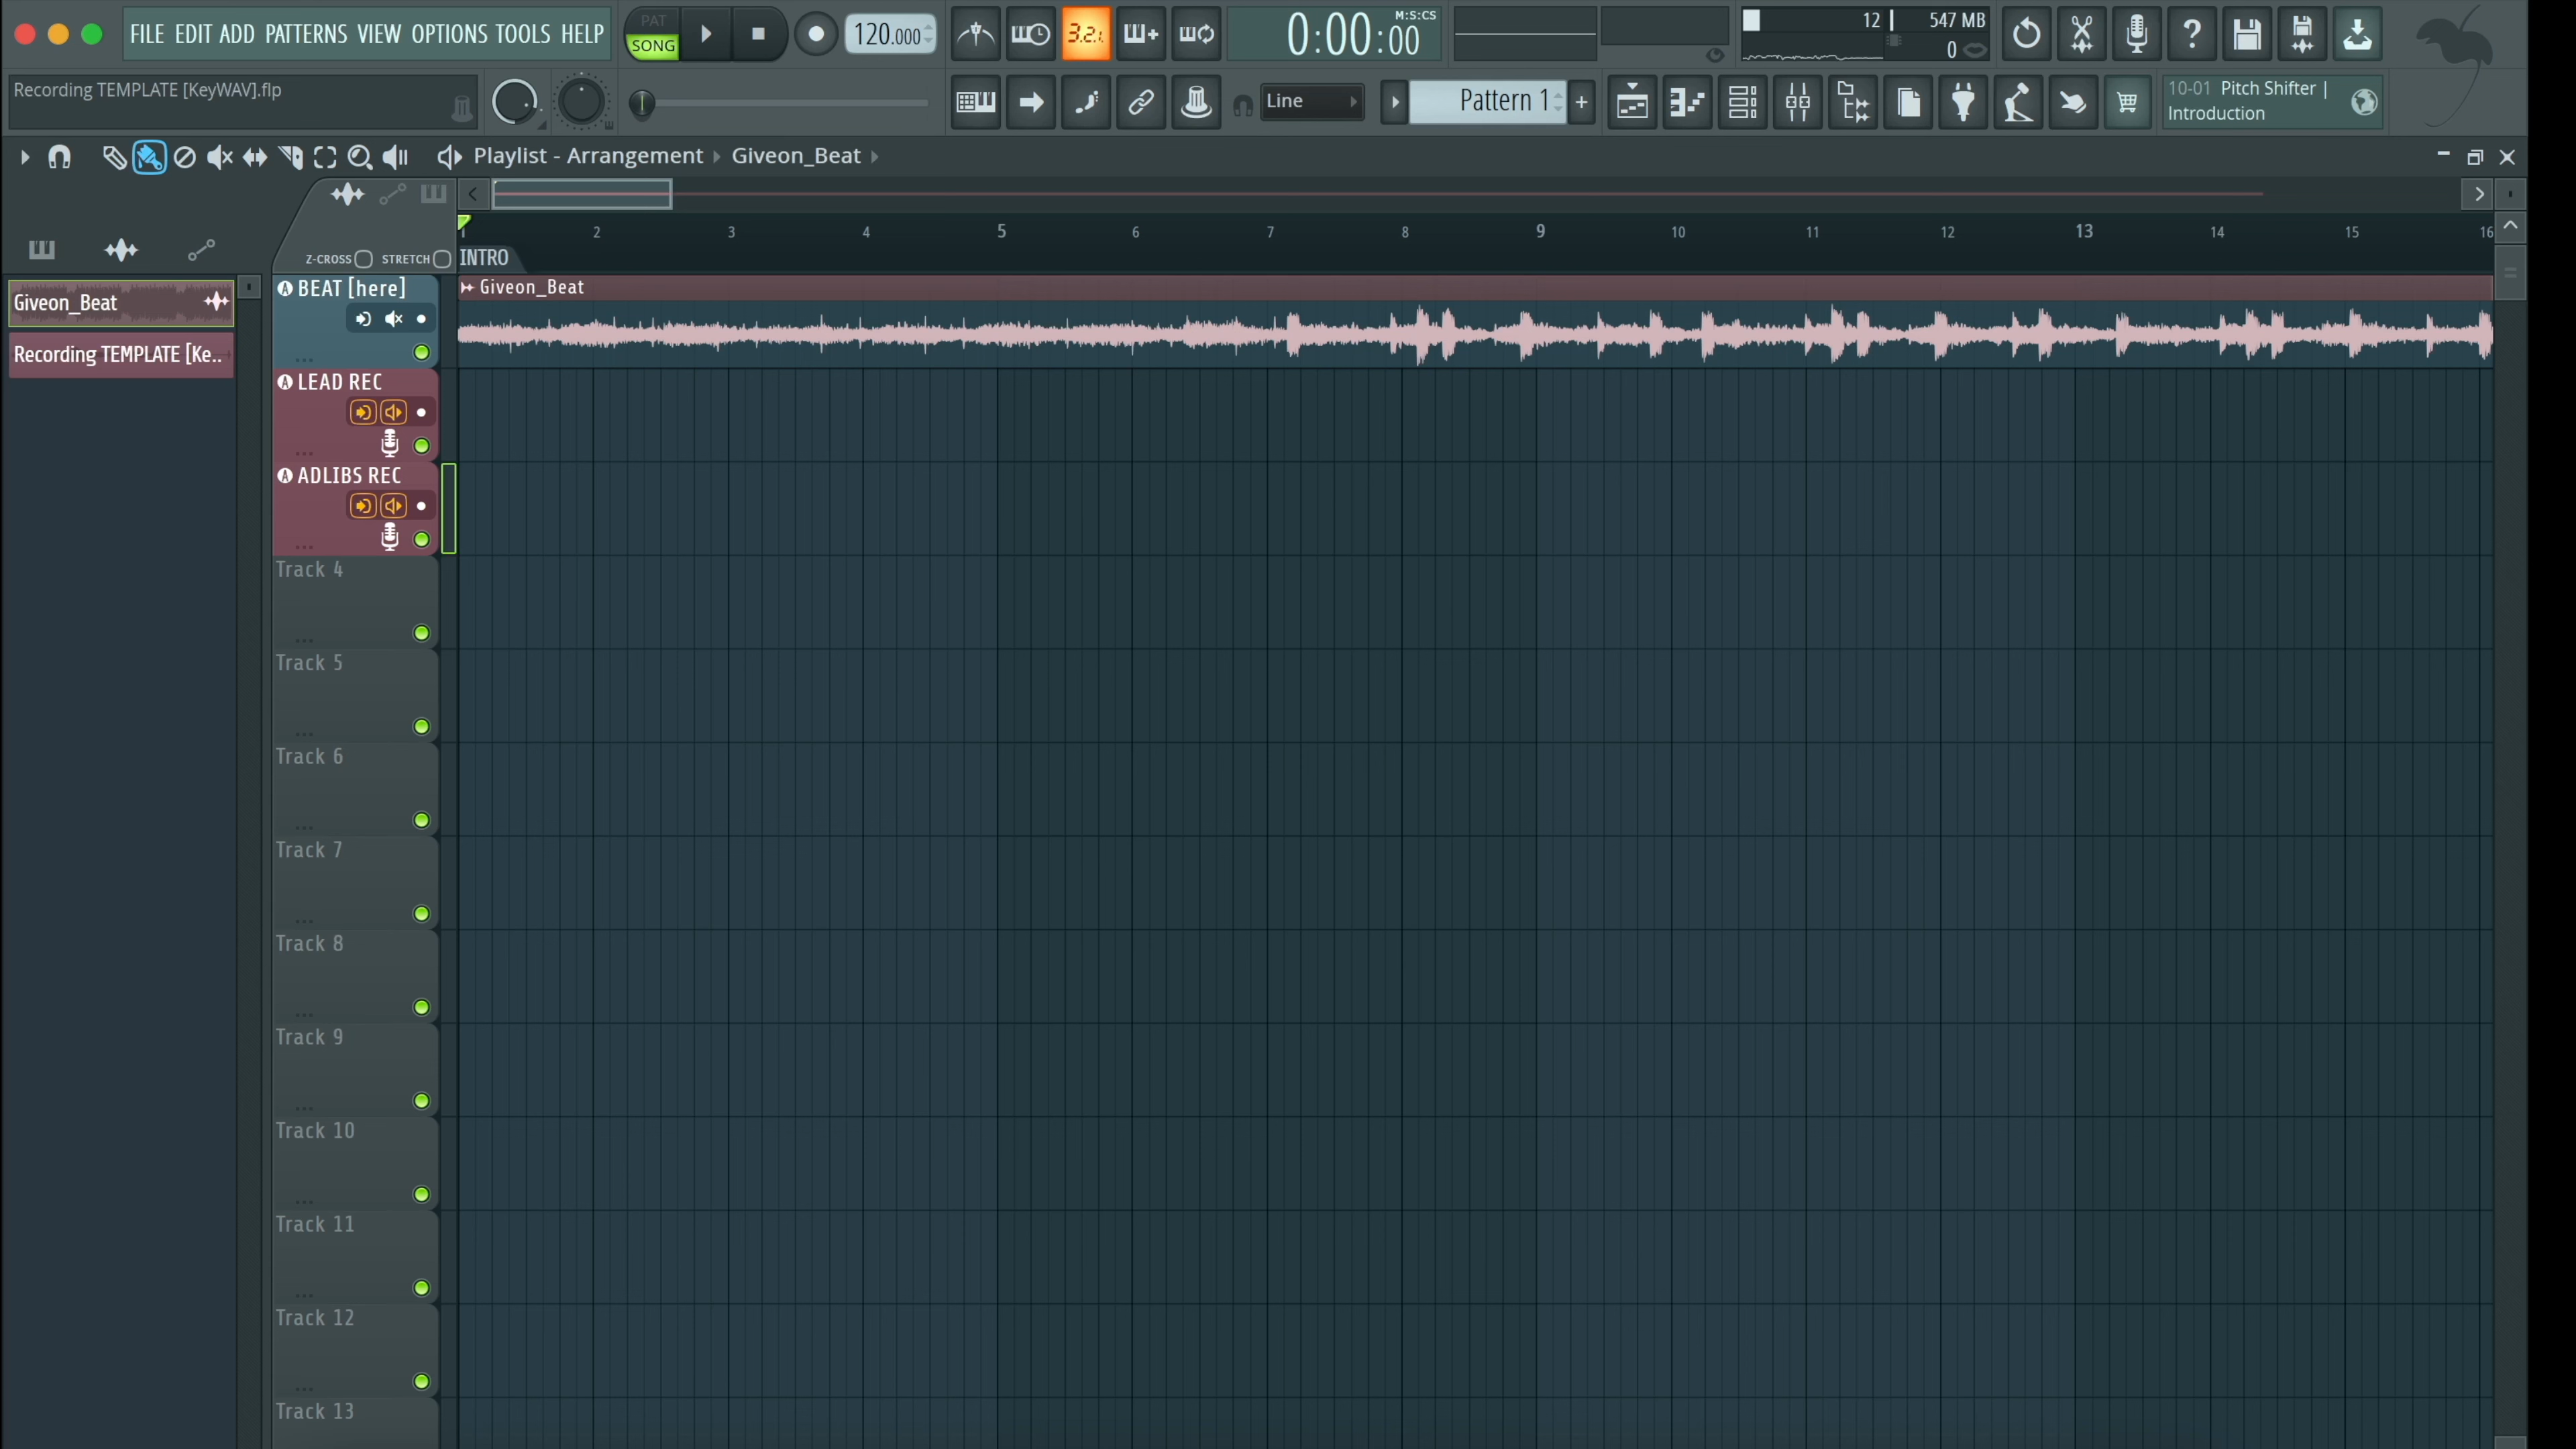 FILE EDIT ADD PATTERNS VIEW OPTIONS TOOLS HELP
PAT
SONG
120.000
3.2.
M:S:CS
0:00:00
12
547 MB
0
Recording TEMPLATE [KeyWAV].flp
Line
Pattern 1
+
10-01 Pitch Shifter |
Introduction
Playlist - Arrangement
Giveon_Beat
1 2 3 4 5 6 7 8 9 10 11 12 13 14 15 16
Z-CROSS
STRETCH
INTRO
Giveon_Beat
Recording TEMPLATE [Ke..
BEAT [here]
Giveon_Beat
LEAD REC
ADLIBS REC
Track 4
Track 5
Track 6
Track 7
Track 8
Track 9
Track 10
Track 11
Track 12
Track 13